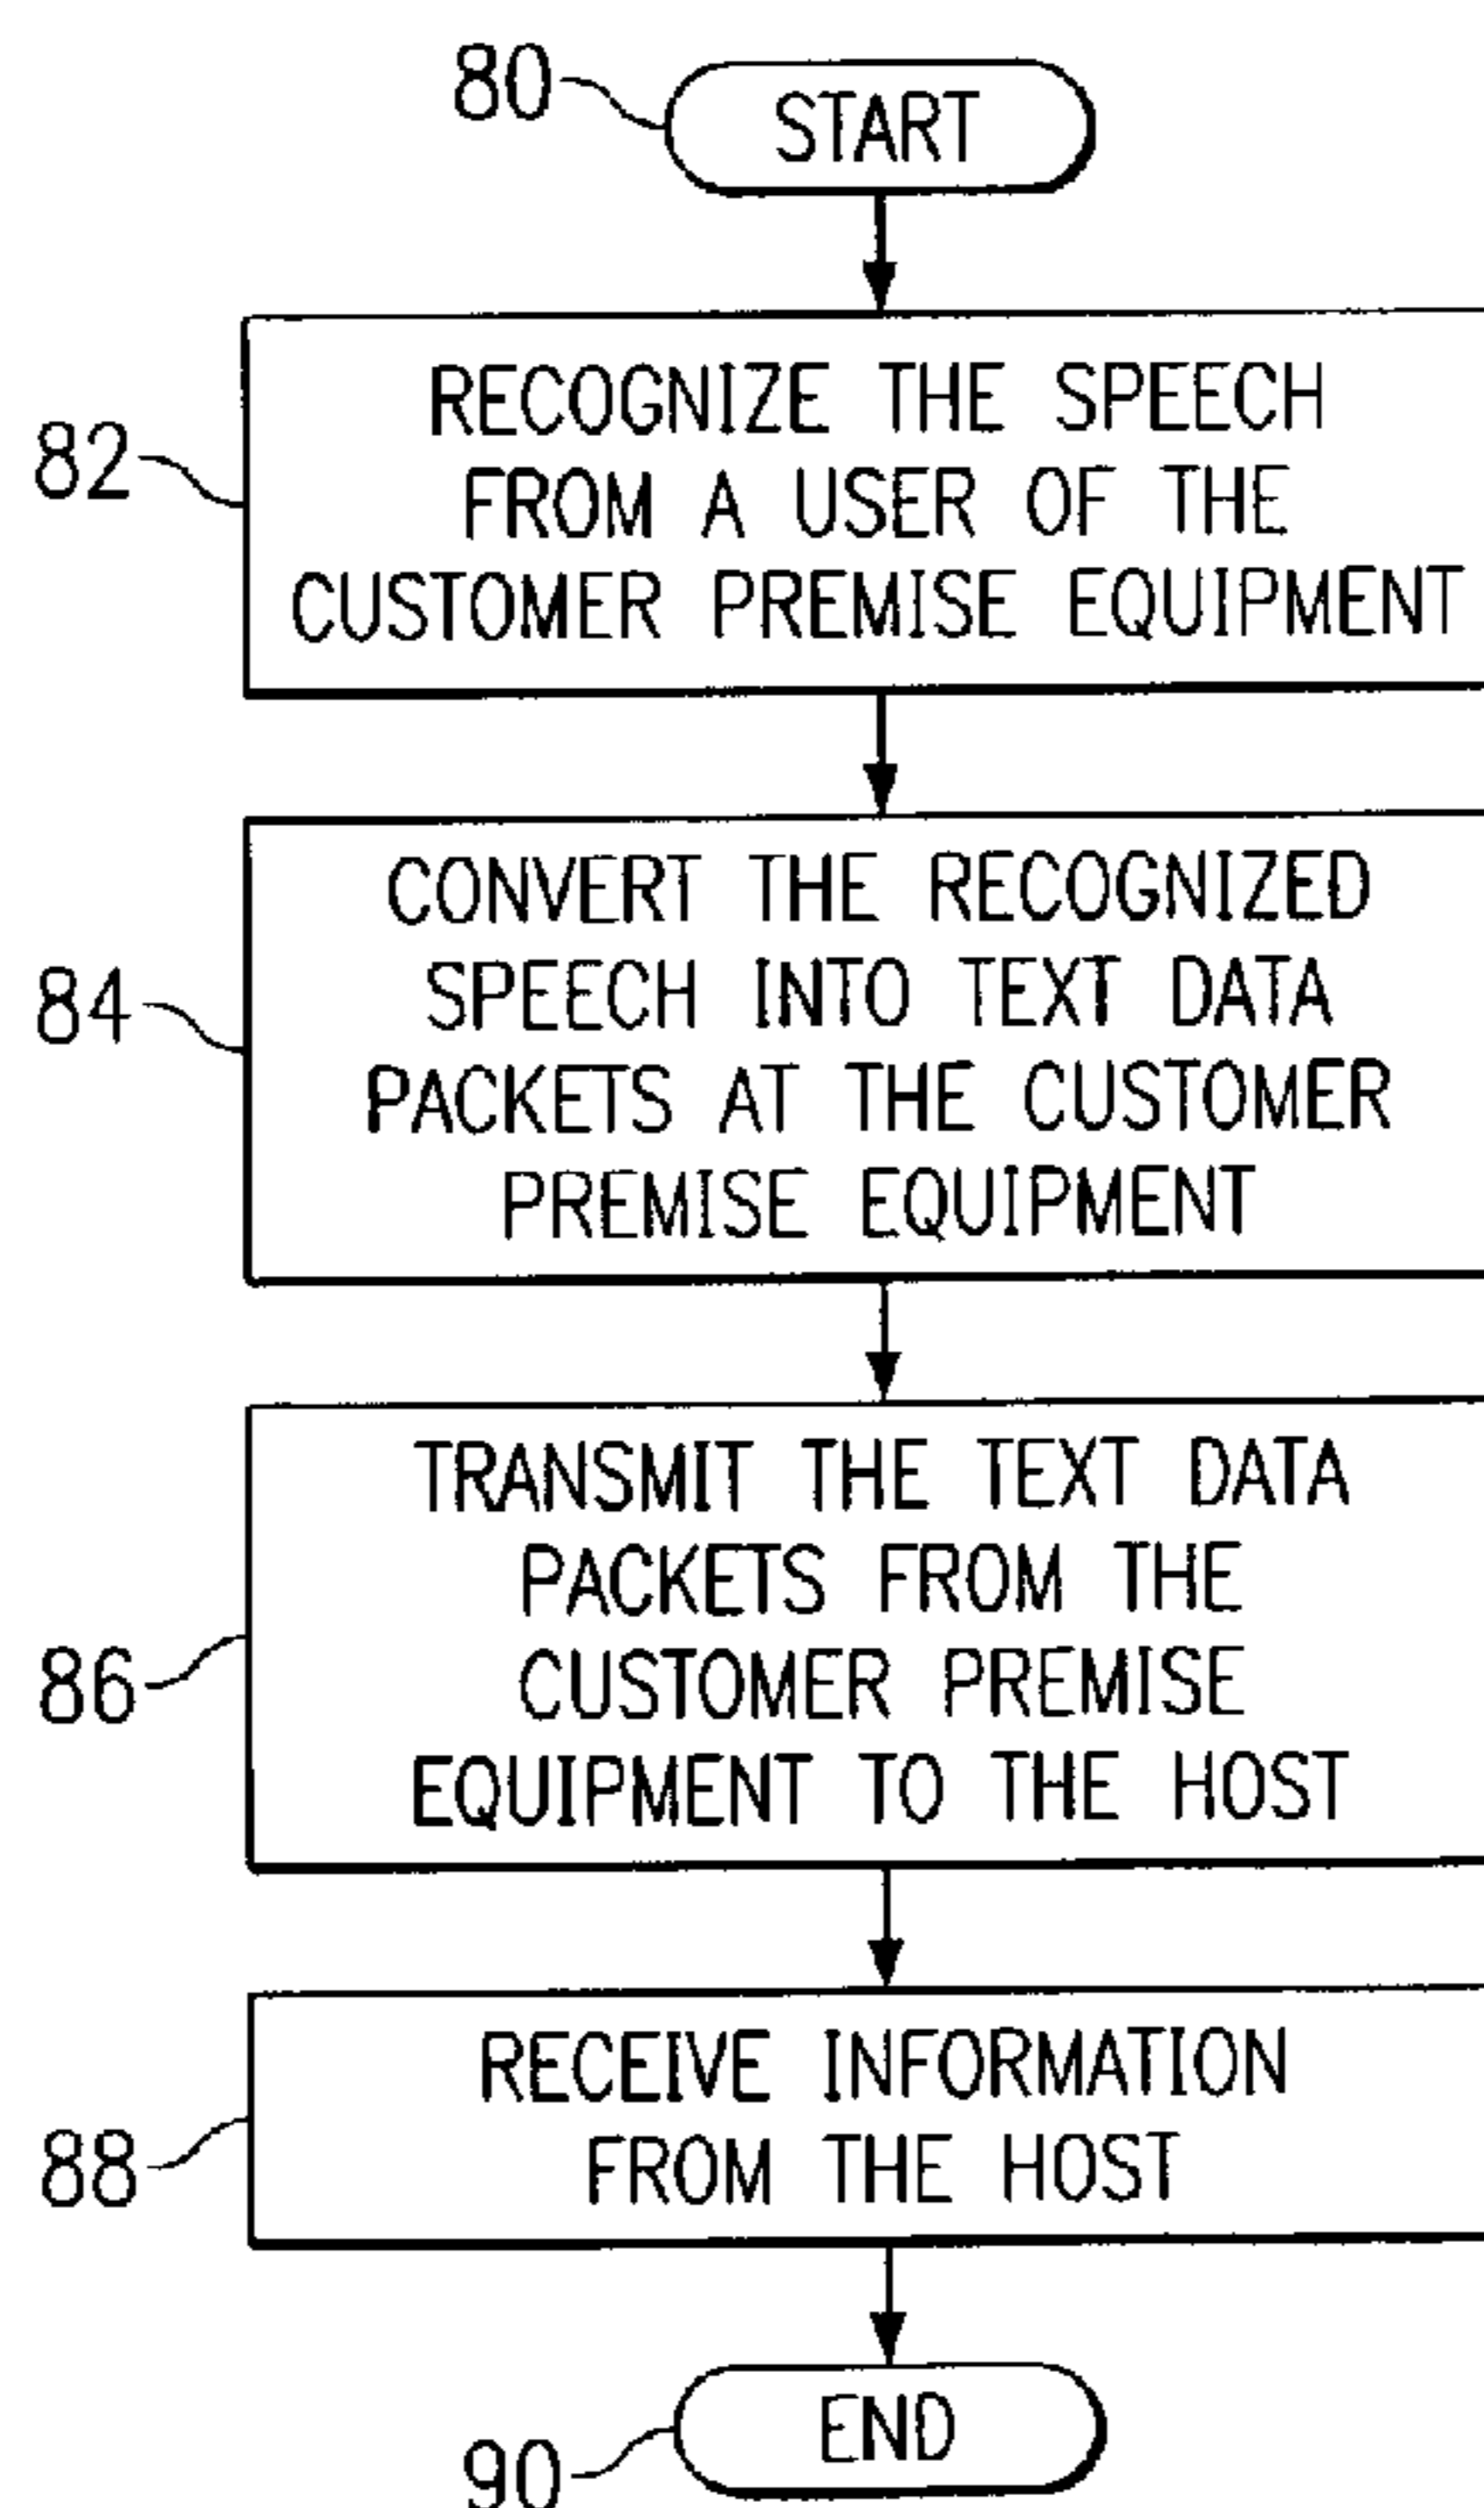 80
START
82
RECOGNIZE THE SPEECH
FROM A USER OF THE
CUSTOMER PREMISE EQUIPMENT
84
CONVERT THE RECOGNIZED
SPEECH INTO TEXT DATA
PACKETS AT THE CUSTOMER
PREMISE EQUIPMENT
86
TRANSMIT THE TEXT DATA
PACKETS FROM THE
CUSTOMER PREMISE
EQUIPMENT TO THE HOST
88
RECEIVE INFORMATION
FROM THE HOST
90
END